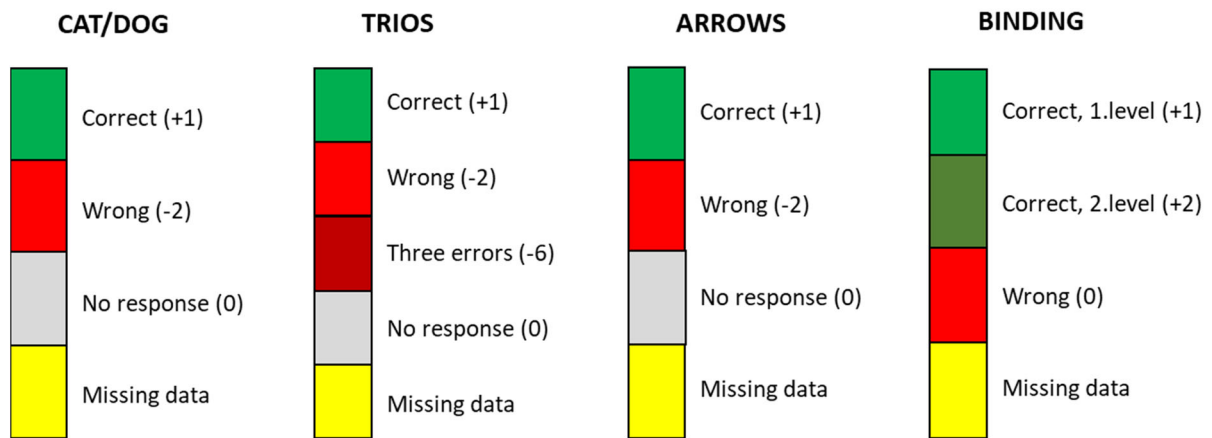 CAT/DOG
Correct (+1)
Wrong (-2)
No response (0)
Missing data
TRIOS
Correct (+1)
Wrong (-2)
Three errors (-6)
No response (0)
Missing data
ARROWS
Correct (+1)
Wrong (-2)
No response (0)
Missing data
BINDING
Correct, 1.level (+1)
Correct, 2.level (+2)
Wrong (0)
Missing data